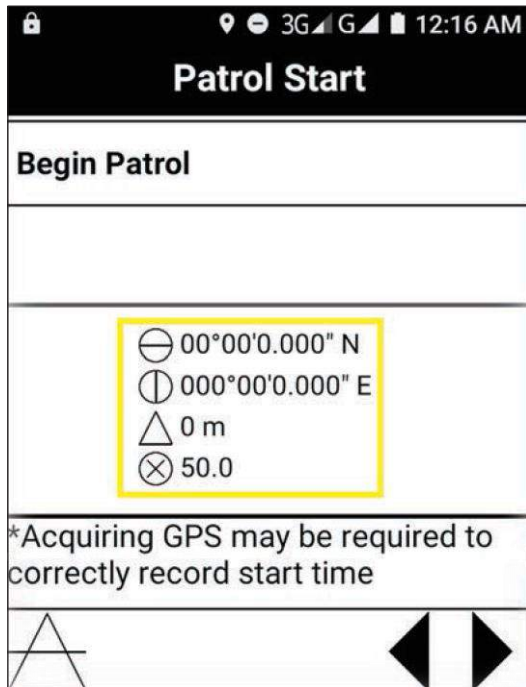 3G G 12:16 AM
Patrol Start
Begin Patrol
00°00'0.000" N
000°00'0.000" E
0 m
50.0
*Acquiring GPS may be required to
correctly record start time